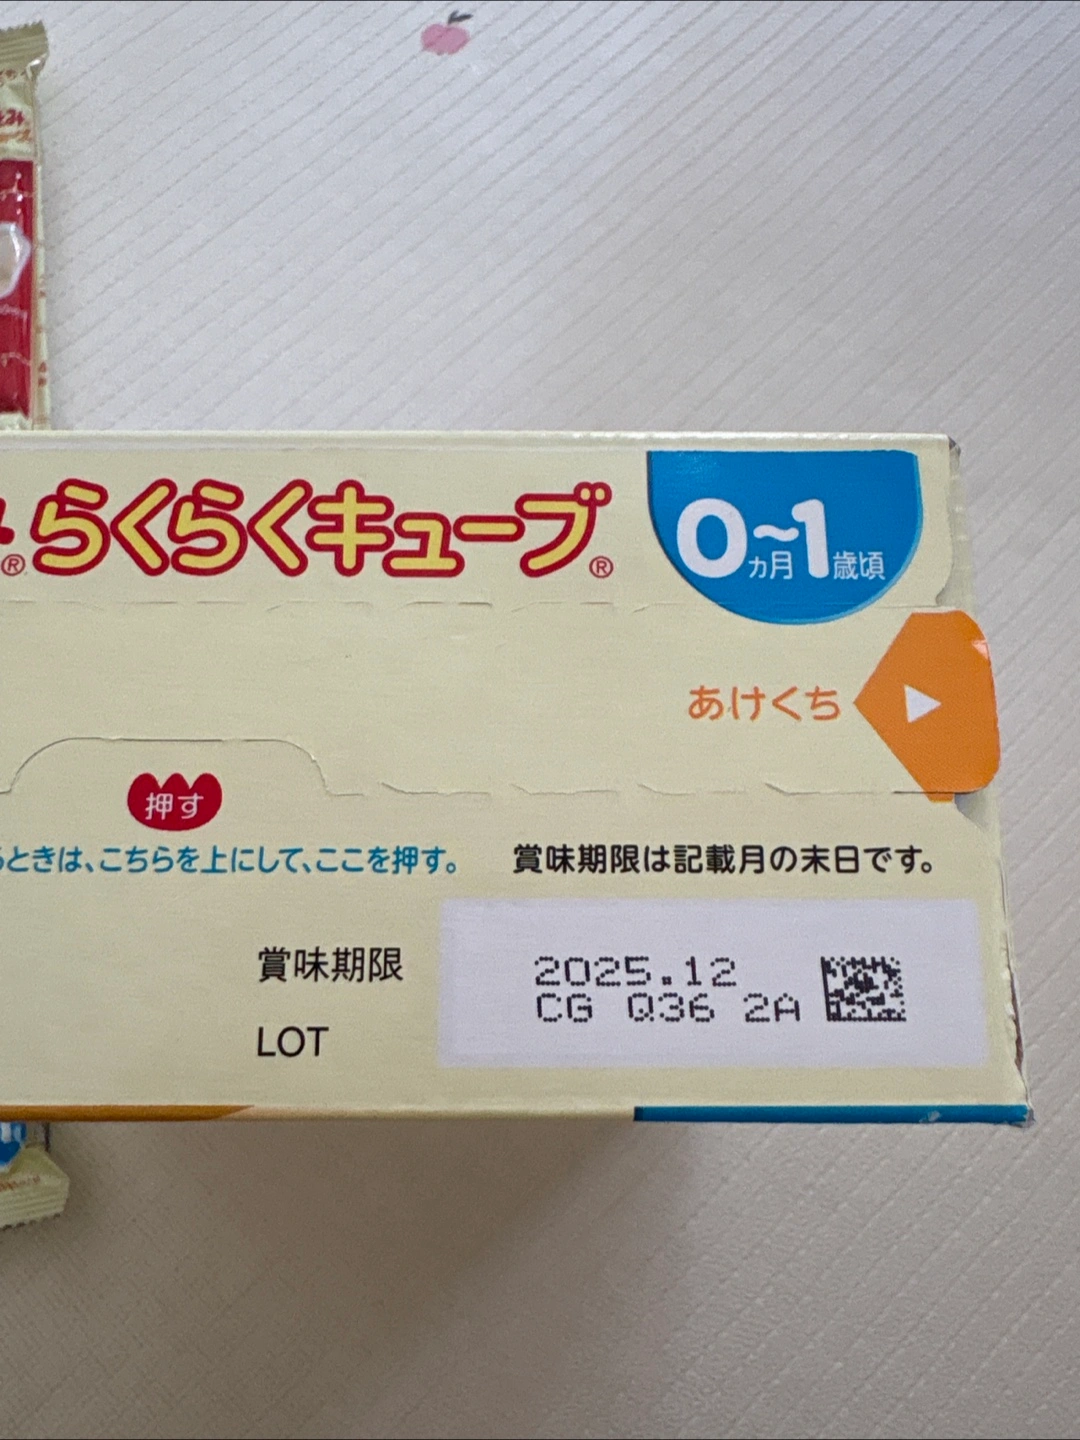 らくらくキューブ®
0ヵ月~1歳頃
あけくち
押す
ときは、こちらを上にして、ここを押す。
賞味期限は記載月の末日です。
賞味期限
2025.12
LOT
CG Q36 2A